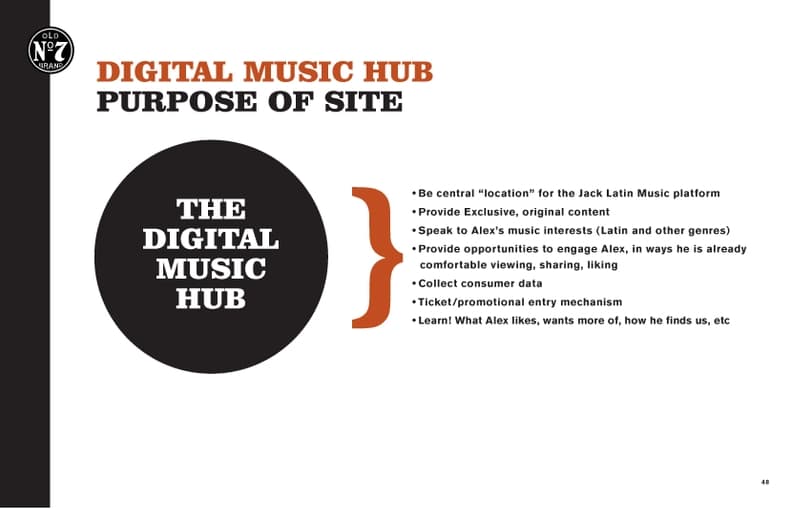 OLD
Nº7
BRAND
DIGITAL MUSIC HUB
PURPOSE OF SITE
THE
DIGITAL
MUSIC
HUB
}
• Be central “location” for the Jack Latin Music platform
• Provide Exclusive, original content
• Speak to Alex’s music interests (Latin and other genres)
• Provide opportunities to engage Alex, in ways he is already
comfortable viewing, sharing, liking
• Collect consumer data
• Ticket/promotional entry mechanism
• Learn! What Alex likes, wants more of, how he finds us, etc
48